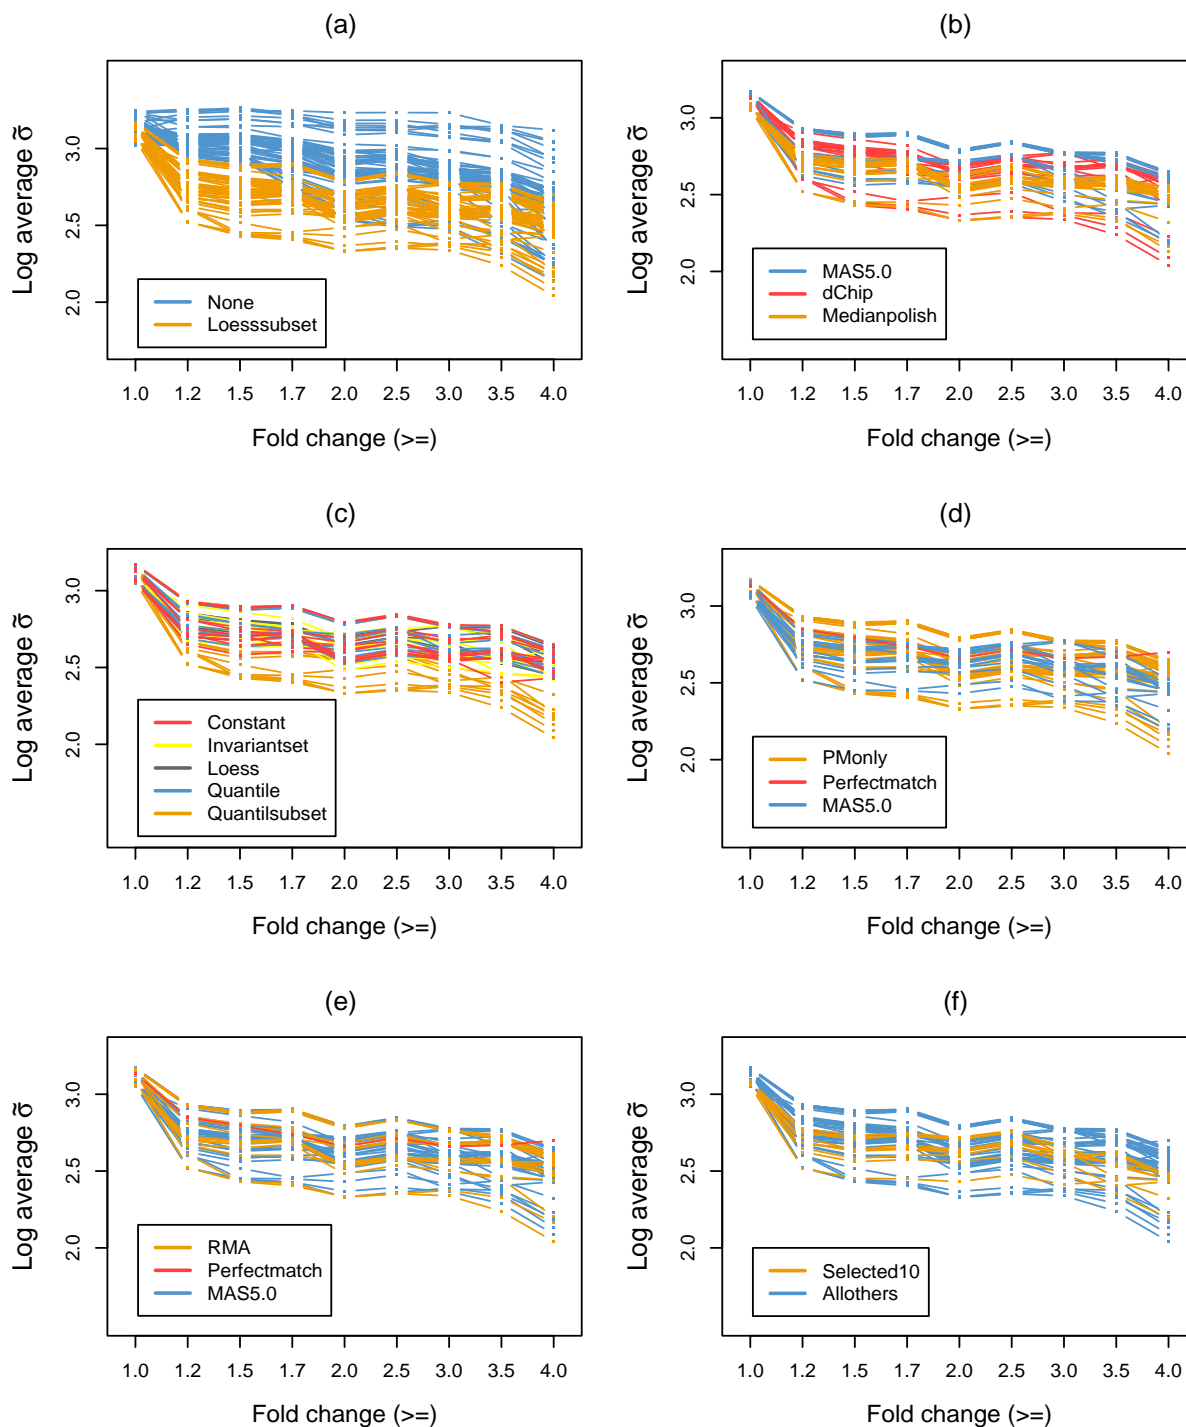 (a)
Log average σ̃
3.0
2.5
2.0
None
Loesssubset
1.0 1.2 1.5 1.7 2.0 2.5 3.0 3.5 4.0
Fold change (>=)
(b)
Log average σ̃
3.0
2.5
2.0
MAS5.0
dChip
Medianpolish
1.0 1.2 1.5 1.7 2.0 2.5 3.0 3.5 4.0
Fold change (>=)
(c)
Log average σ̃
3.0
2.5
2.0
Constant
Invariantset
Loess
Quantile
Quantilsubset
1.0 1.2 1.5 1.7 2.0 2.5 3.0 3.5 4.0
Fold change (>=)
(d)
Log average σ̃
3.0
2.5
2.0
PMonly
Perfectmatch
MAS5.0
1.0 1.2 1.5 1.7 2.0 2.5 3.0 3.5 4.0
Fold change (>=)
(e)
Log average σ̃
3.0
2.5
2.0
RMA
Perfectmatch
MAS5.0
1.0 1.2 1.5 1.7 2.0 2.5 3.0 3.5 4.0
Fold change (>=)
(f)
Log average σ̃
3.0
2.5
2.0
Selected10
Allothers
1.0 1.2 1.5 1.7 2.0 2.5 3.0 3.5 4.0
Fold change (>=)